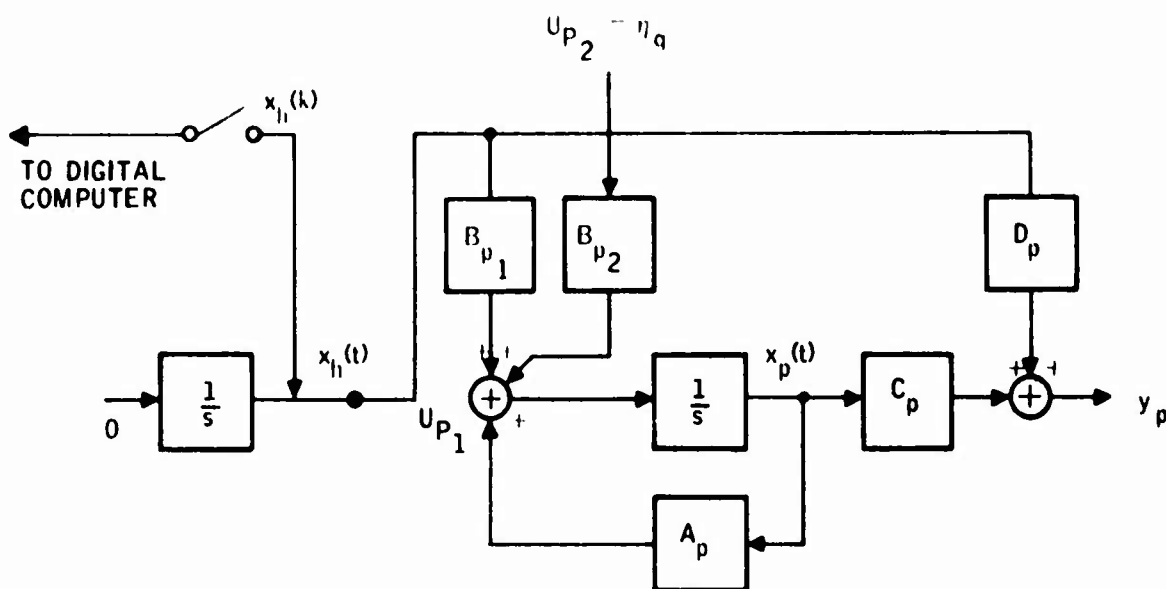 U_{P_2} = η_q
x_h(k)
TO DIGITAL
COMPUTER
B_{p_1}
B_{p_2}
D_p
0
1/s
x_h(t)
U_{P_1}
+ +
+
+
1/s
x_p(t)
C_p
+ +
+
y_p
A_p